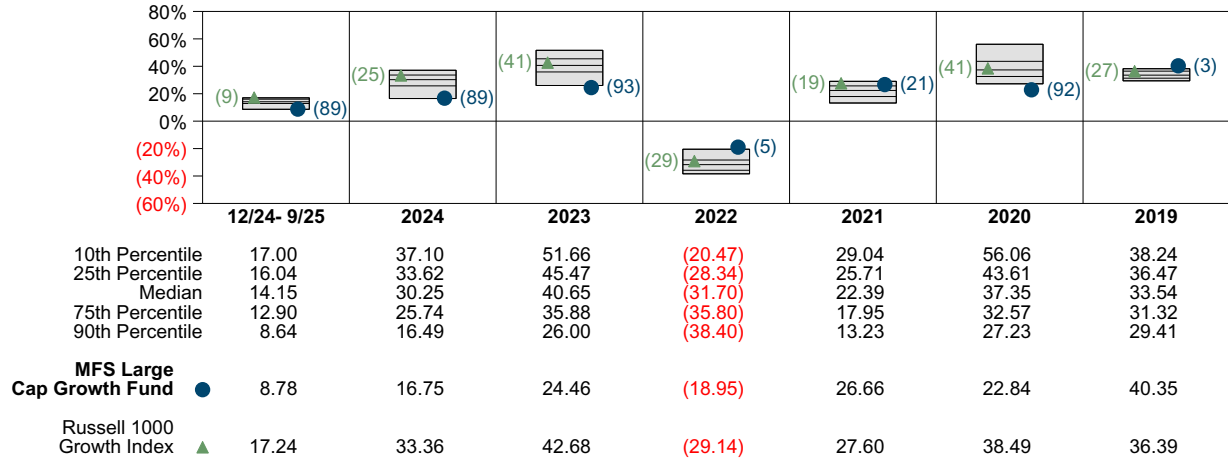 80%
60%
40%
20%
0%
(20%)
(40%)
(60%)
(9) (89) (25) (89) (41) (93) (29) (5) (19) (21) (41) (92) (27) (3)
12/24- 9/25 2024 2023 2022 2021 2020 2019
10th Percentile 17.00 37.10 51.66 (20.47) 29.04 56.06 38.24
25th Percentile 16.04 33.62 45.47 (28.34) 25.71 43.61 36.47
Median 14.15 30.25 40.65 (31.70) 22.39 37.35 33.54
75th Percentile 12.90 25.74 35.88 (35.80) 17.95 32.57 31.32
90th Percentile 8.64 16.49 26.00 (38.40) 13.23 27.23 29.41
MFS Large
Cap Growth Fund 8.78 16.75 24.46 (18.95) 26.66 22.84 40.35
Russell 1000
Growth Index 17.24 33.36 42.68 (29.14) 27.60 38.49 36.39